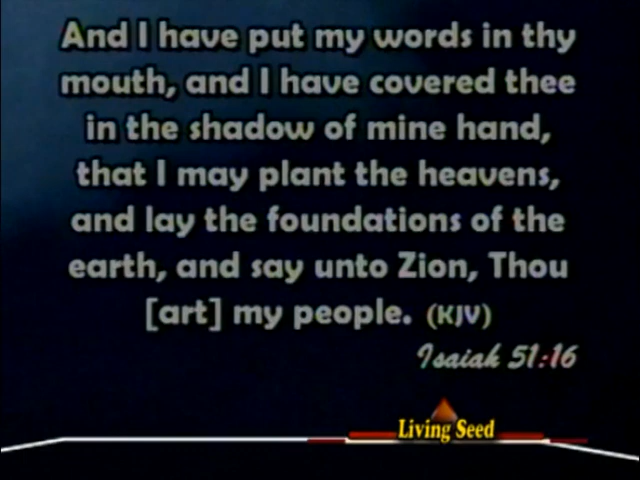 And I have put my words in thy
mouth, and I have covered thee
in the shadow of mine hand,
that I may plant the heavens,
and lay the foundations of the
earth, and say unto Zion, Thou
[art] my people. (KJV)
Isaiah 51:16
Living Seed